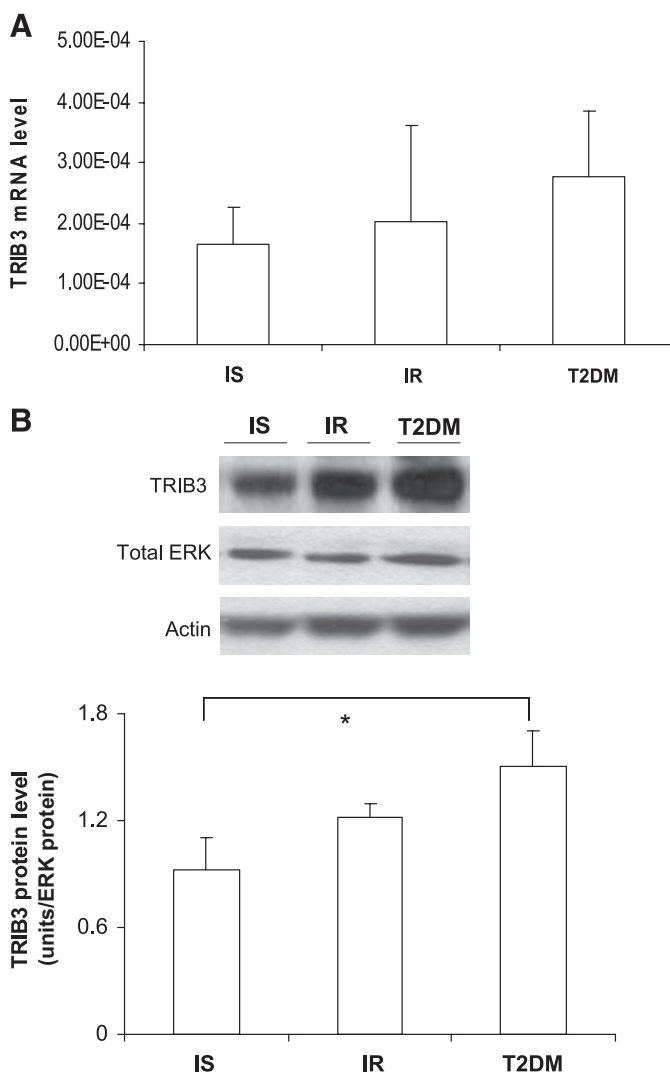 A
TRIB3 mRNA level
5.00E-04
4.00E-04
3.00E-04
2.00E-04
1.00E-04
0.00E+00
IS IR T2DM
B
IS IR T2DM
TRIB3
Total ERK
Actin
*
TRIB3 protein level
(units/ERK protein)
1.8
1.2
0.6
0
IS IR T2DM